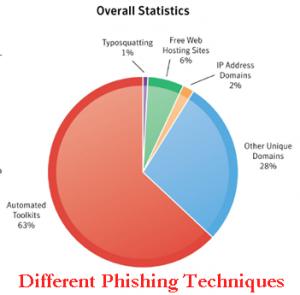 Overall Statistics
Typosquatting
1%
Free Web
Hosting Sites
6%
IP Address
Domains
2%
Other Unique
Domains
28%
Automated
Toolkits
63%
Different Phishing Techniques